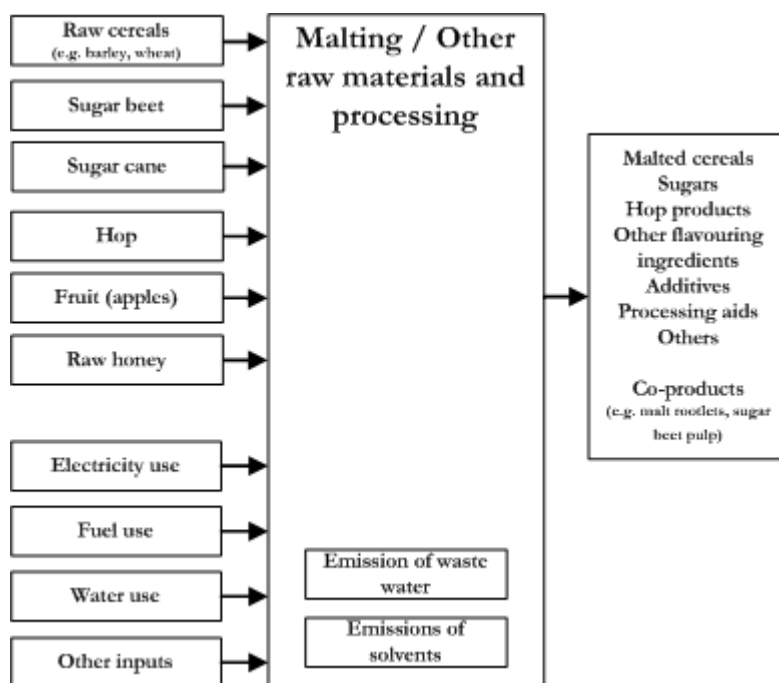 Raw cereals
(e.g. barley, wheat)
Sugar beet
Sugar cane
Hop
Fruit (apples)
Raw honey
Electricity use
Fuel use
Water use
Other inputs
Malting / Other
raw materials and
processing
Emission of waste
water
Emissions of
solvents
Malted cereals
Sugars
Hop products
Other flavouring
ingredients
Additives
Processing aids
Others
Co-products
(e.g. malt rootlets, sugar
beet pulp)